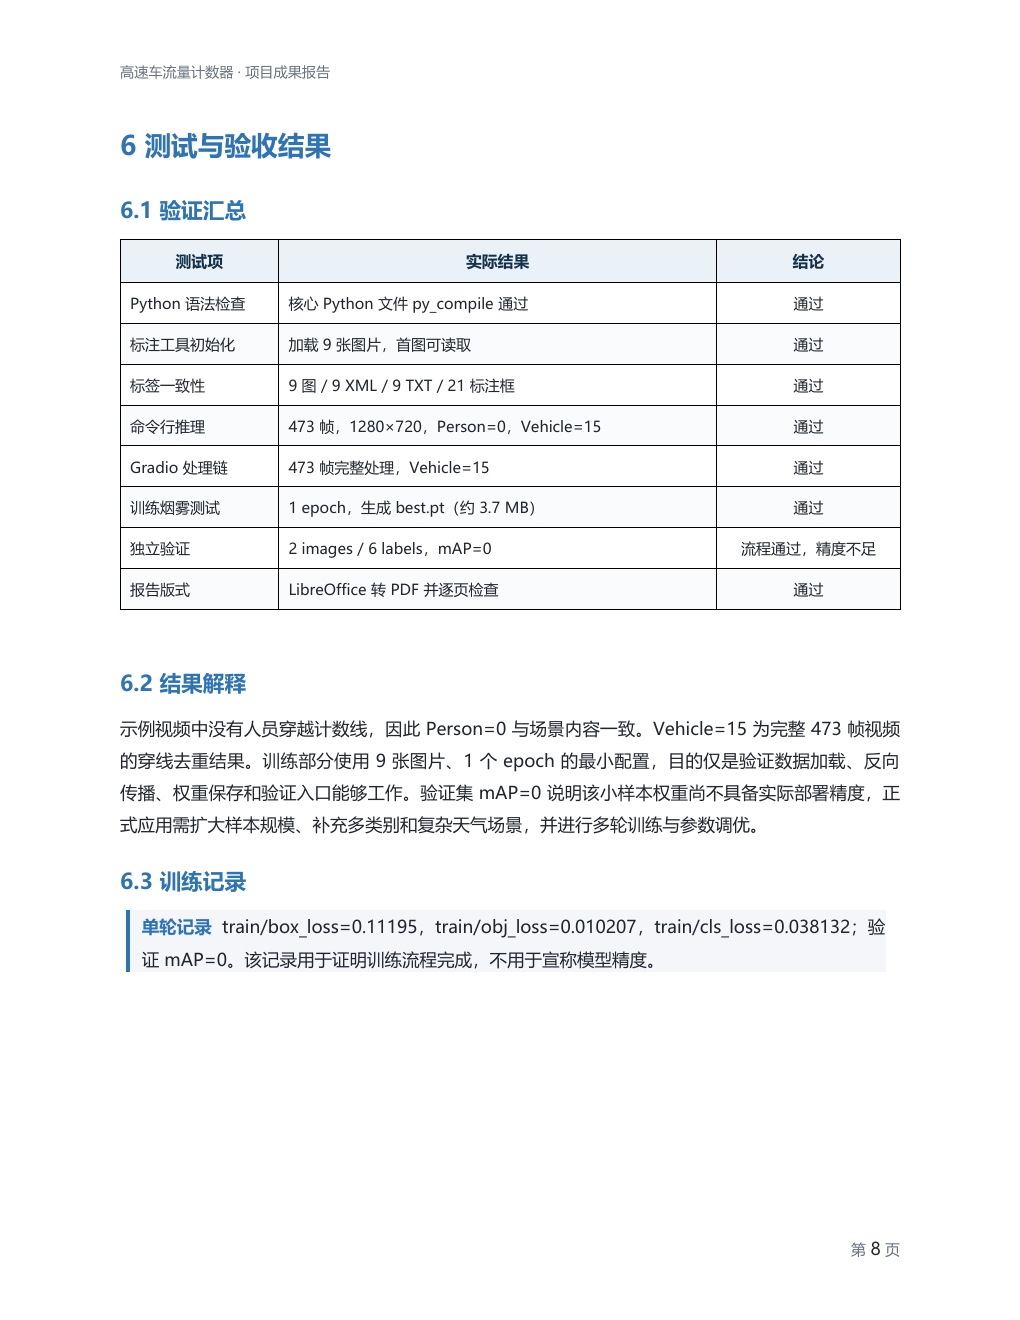 高速车流量计数器 · 项目成果报告
6 测试与验收结果
6.1 验证汇总
测试项 实际结果 结论
Python 语法检查 核心 Python 文件 py_compile 通过 通过
标注工具初始化 加载 9 张图片，首图可读取 通过
标签一致性 9 图 / 9 XML / 9 TXT / 21 标注框 通过
命令行推理 473 帧，1280×720，Person=0，Vehicle=15 通过
Gradio 处理链 473 帧完整处理，Vehicle=15 通过
训练烟雾测试 1 epoch，生成 best.pt（约 3.7 MB） 通过
独立验证 2 images / 6 labels，mAP=0 流程通过，精度不足
报告版式 LibreOffice 转 PDF 并逐页检查 通过
6.2 结果解释
示例视频中没有人员穿越计数线，因此 Person=0 与场景内容一致。Vehicle=15 为完整 473 帧视频
的穿线去重结果。训练部分使用 9 张图片、1 个 epoch 的最小配置，目的仅是验证数据加载、反向
传播、权重保存和验证入口能够工作。验证集 mAP=0 说明该小样本权重尚不具备实际部署精度，正
式应用需扩大样本规模、补充多类别和复杂天气场景，并进行多轮训练与参数调优。
6.3 训练记录
单轮记录 train/box_loss=0.11195，train/obj_loss=0.010207，train/cls_loss=0.038132；验
证 mAP=0。该记录用于证明训练流程完成，不用于宣称模型精度。
第 8 页